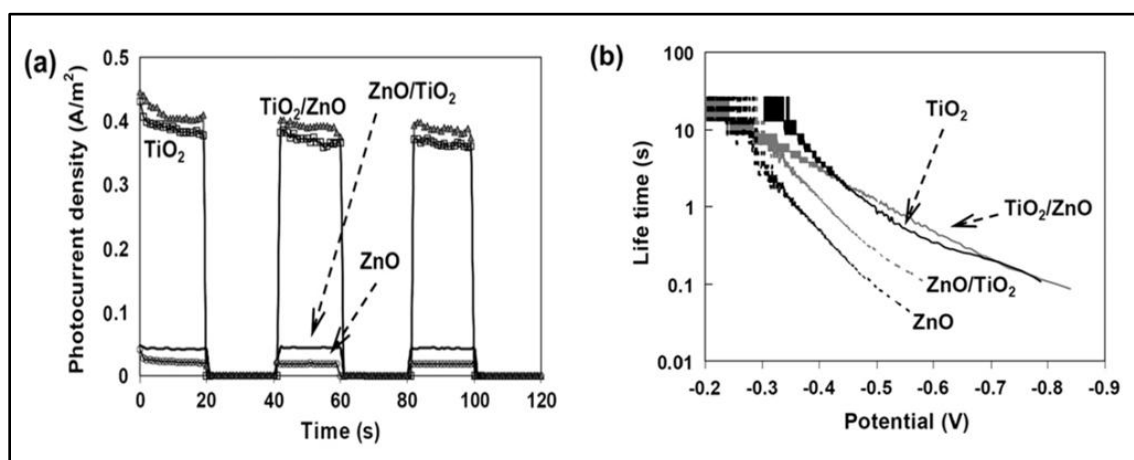 (a)
Photocurrent density (A/m²)
0.5
0.4
0.3
0.2
0.1
0
TiO₂/ZnO
ZnO/TiO₂
TiO₂
ZnO
0
20
40
60
80
100
120
Time (s)
(b)
Life time (s)
100
10
1
0.1
0.01
TiO₂
TiO₂/ZnO
ZnO/TiO₂
ZnO
-0.2
-0.3
-0.4
-0.5
-0.6
-0.7
-0.8
-0.9
Potential (V)